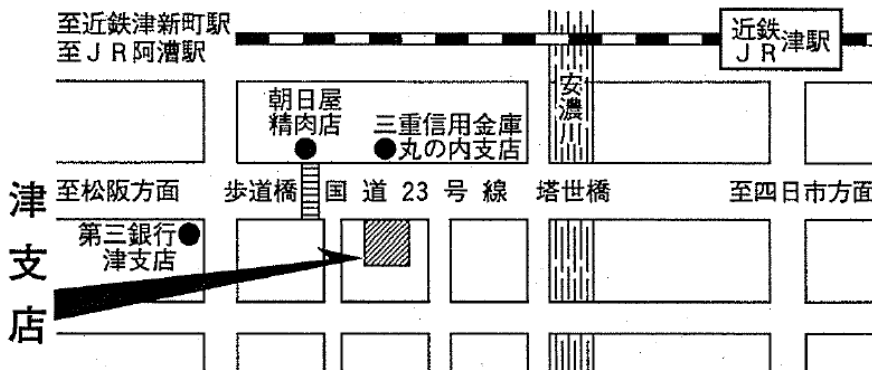 至近鉄津新町駅
至JR阿漕駅
近鉄
JR 津駅
朝日屋
精肉店
三重信用金庫
丸の内支店
安濃川
至松阪方面
歩道橋
国道23号線
塔世橋
至四日市方面
第三銀行
津支店
津支店